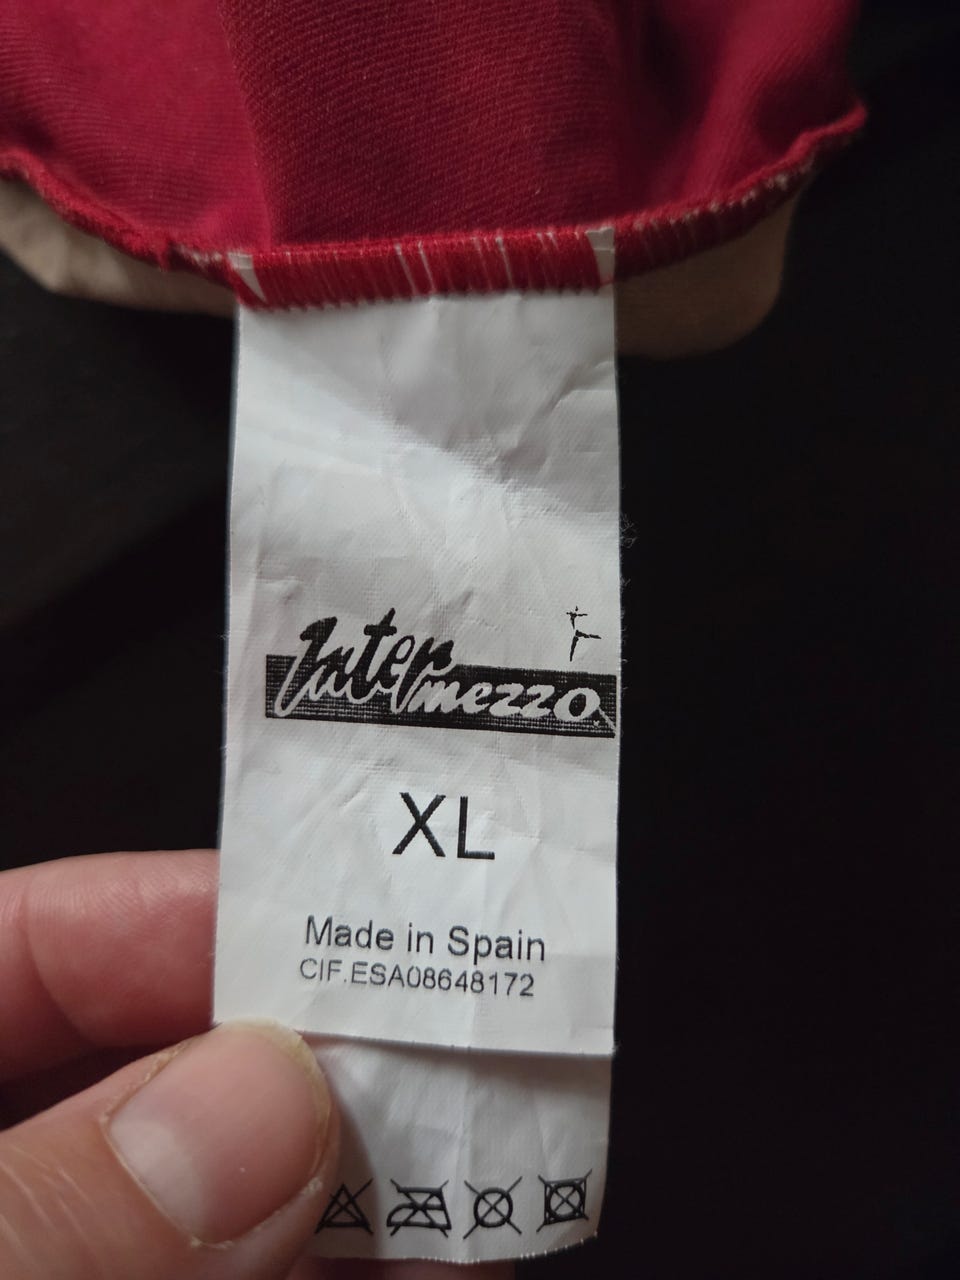 Intermezzo
XL
Made in Spain
CIF.ESA08648172